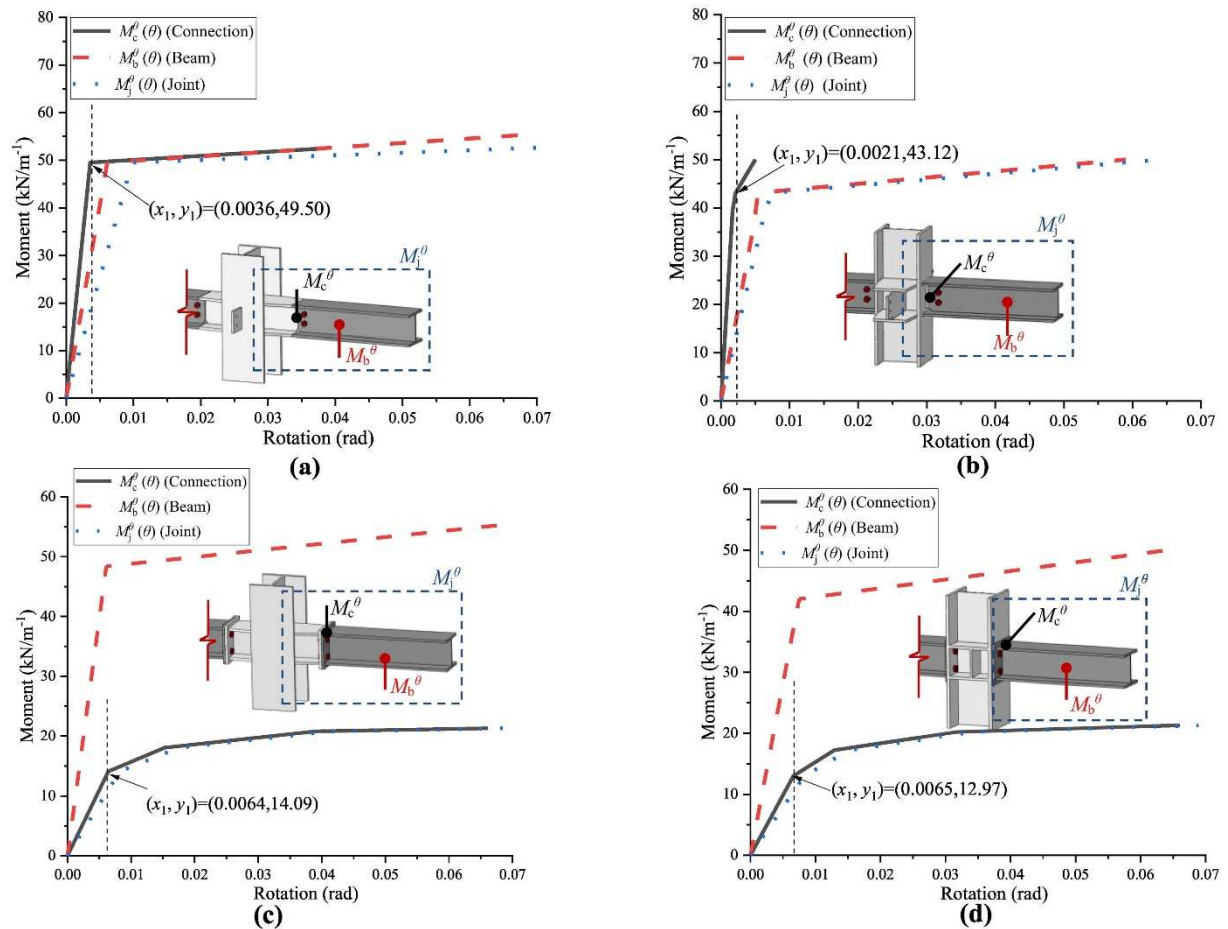 80
70
60
50
40
30
20
10
0
Moment (kN/m⁻¹)
M_c^θ (θ) (Connection)
M_b^θ (θ) (Beam)
M_j^θ (θ) (Joint)
(x₁, y₁)=(0.0036,49.50)
M_j^θ
M_c^θ
M_b^θ
0.00 0.01 0.02 0.03 0.04 0.05 0.06 0.07
Rotation (rad)
(a)
80
70
60
50
40
30
20
10
0
Moment (kN/m⁻¹)
M_c^θ (θ) (Connection)
M_b^θ (θ) (Beam)
M_j^θ (θ) (Joint)
(x₁, y₁)=(0.0021,43.12)
M_j^θ
M_c^θ
M_b^θ
0.00 0.01 0.02 0.03 0.04 0.05 0.06 0.07
Rotation (rad)
(b)
60
50
40
30
20
10
0
Moment (kN/m⁻¹)
M_c^θ (θ) (Connection)
M_b^θ (θ) (Beam)
M_j^θ (θ) (Joint)
M_j^θ
M_c^θ
M_b^θ
(x₁, y₁)=(0.0064,14.09)
0.00 0.01 0.02 0.03 0.04 0.05 0.06 0.07
Rotation (rad)
(c)
60
50
40
30
20
10
0
Moment (kN/m⁻¹)
M_c^θ (θ) (Connection)
M_b^θ (θ) (Beam)
M_j^θ (θ) (Joint)
M_j^θ
M_c^θ
M_b^θ
(x₁, y₁)=(0.0065,12.97)
0.00 0.01 0.02 0.03 0.04 0.05 0.06 0.07
Rotation (rad)
(d)